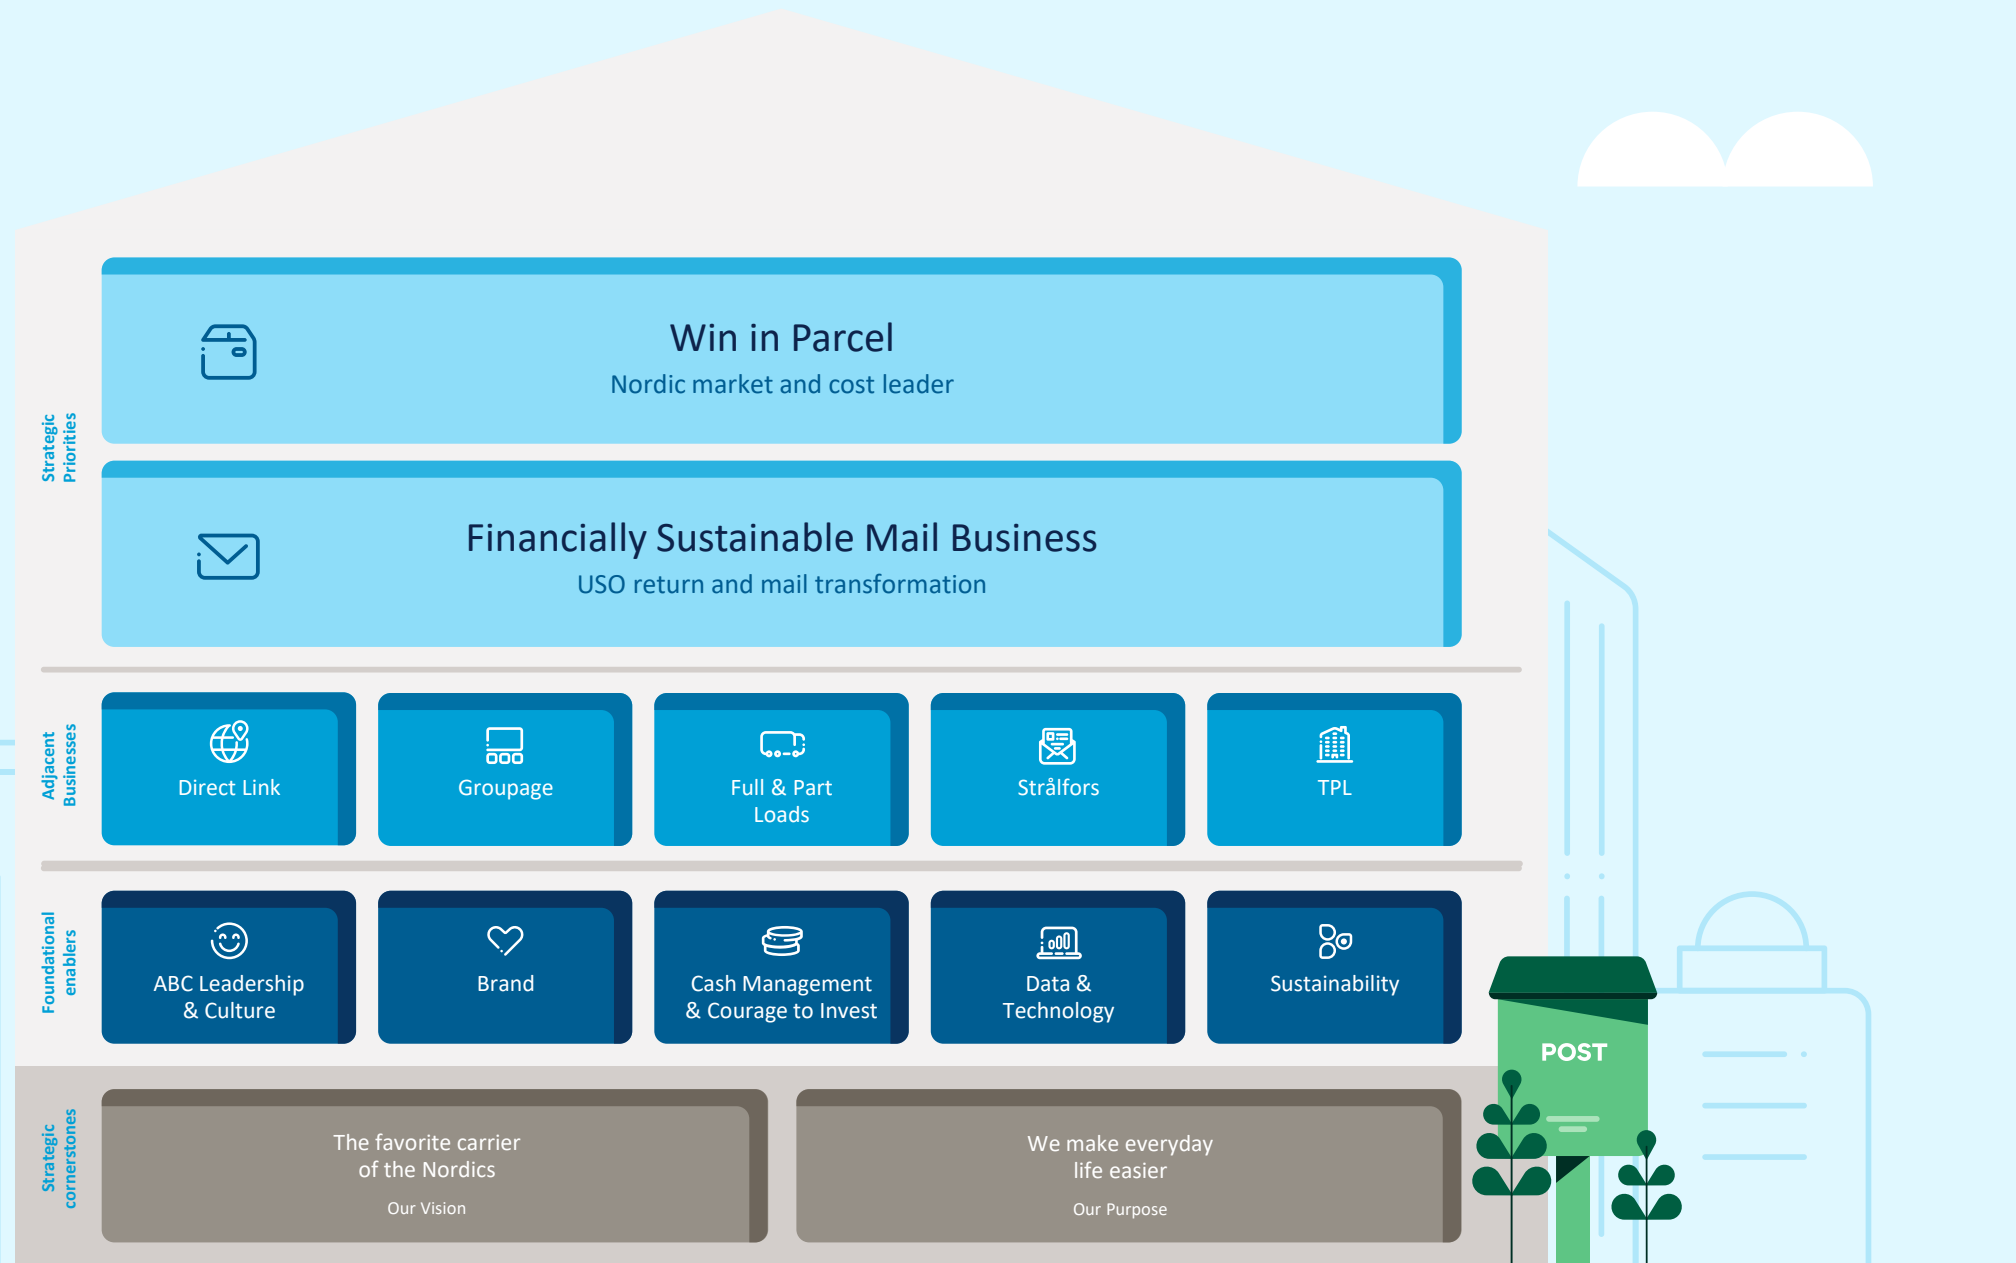 Strategic
Priorities
Win in Parcel
Nordic market and cost leader
Financially Sustainable Mail Business
USO return and mail transformation
Adjacent
Businesses
Direct Link
Groupage
Full & Part
Loads
Strålfors
TPL
Foundational
enablers
ABC Leadership
& Culture
Brand
Cash Management
& Courage to Invest
Data &
Technology
Sustainability
POST
Strategic
cornerstones
The favorite carrier
of the Nordics
Our Vision
We make everyday
life easier
Our Purpose